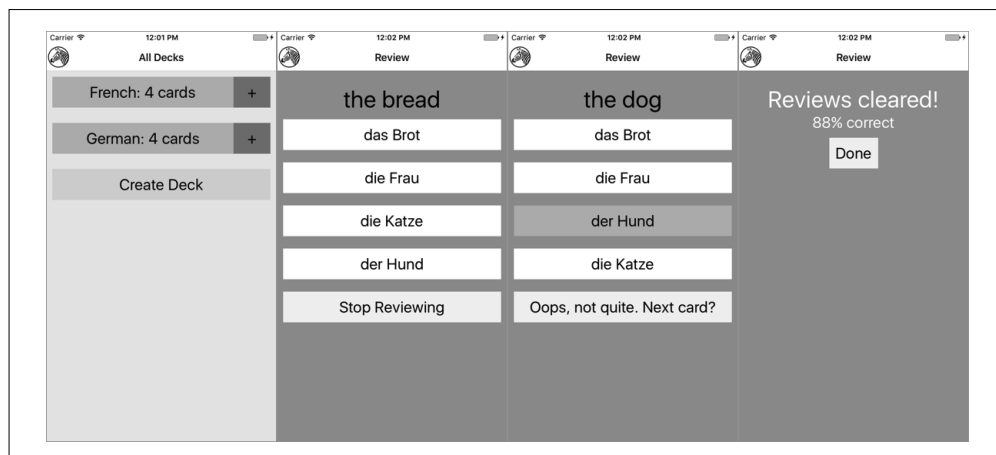 Carrier 12:01 PM
All Decks
French: 4 cards +
German: 4 cards +
Create Deck
Carrier 12:02 PM
Review
the bread
das Brot
die Frau
die Katze
der Hund
Stop Reviewing
Carrier 12:02 PM
Review
the dog
das Brot
die Frau
der Hund
die Katze
Oops, not quite. Next card?
Carrier 12:02 PM
Review
Reviews cleared!
88% correct
Done